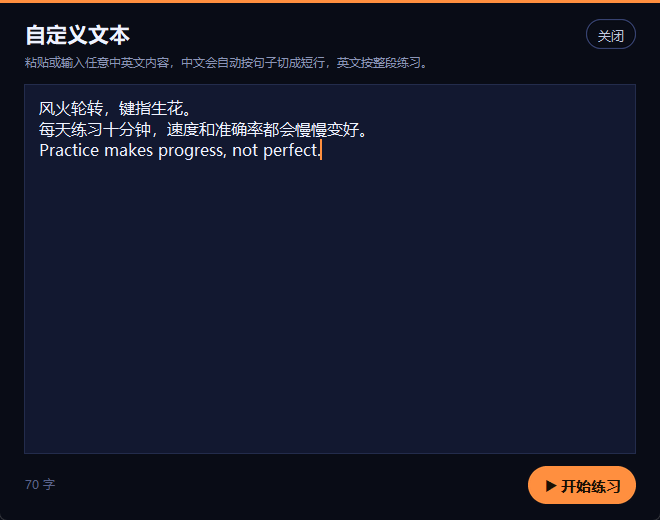 自定义文本
关闭
粘贴或输入任意中英文内容，中文会自动按句子切成短行，英文按整段练习。
风火轮转，键指生花。
每天练习十分钟，速度和准确率都会慢慢变好。
Practice makes progress, not perfect.
70 字
▶ 开始练习